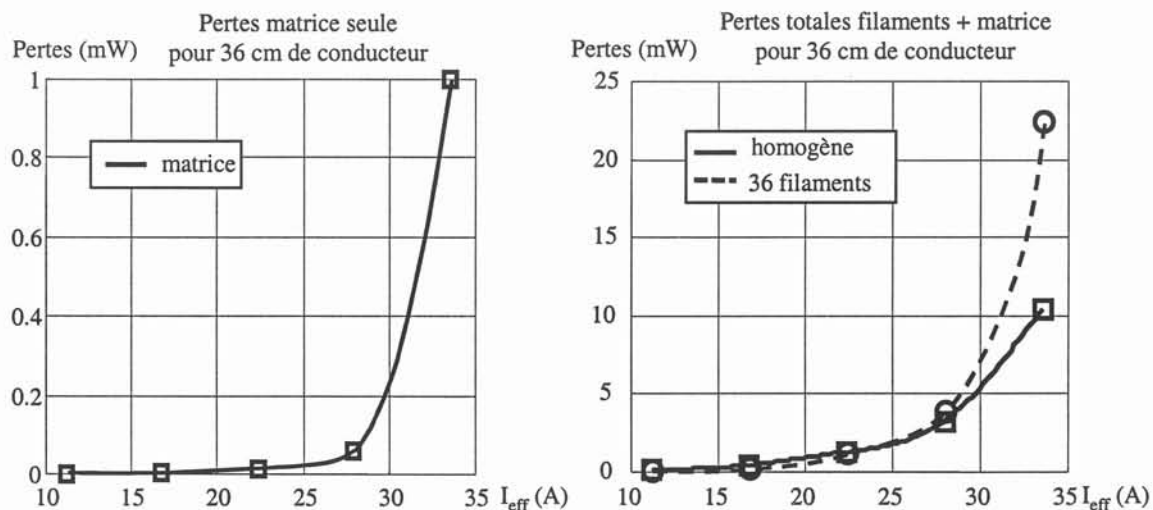 Pertes matrice seule
Pertes (mW)
pour 36 cm de conducteur
1
0.8
0.6
0.4
0.2
0
matrice
10 15 20 25 30 35 I_eff (A)
Pertes totales filaments + matrice
Pertes (mW)
pour 36 cm de conducteur
25
20
15
10
5
0
homogène
36 filaments
10 15 20 25 30 35 I_eff (A)